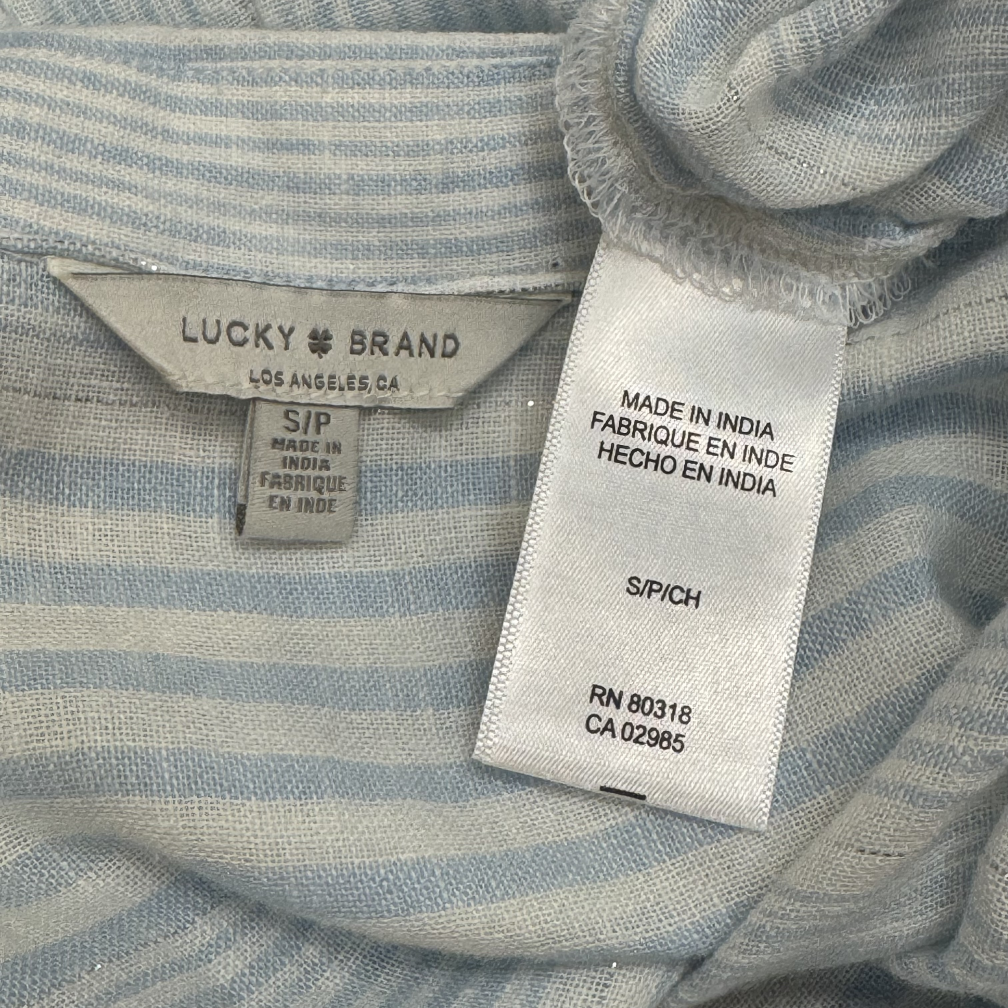 LUCKY BRAND
LOS ANGELES, CA
S/P
MADE IN
INDIA
FABRIQUE
EN INDE
MADE IN INDIA
FABRIQUE EN INDE
HECHO EN INDIA
S/P/CH
RN 80318
CA 02985